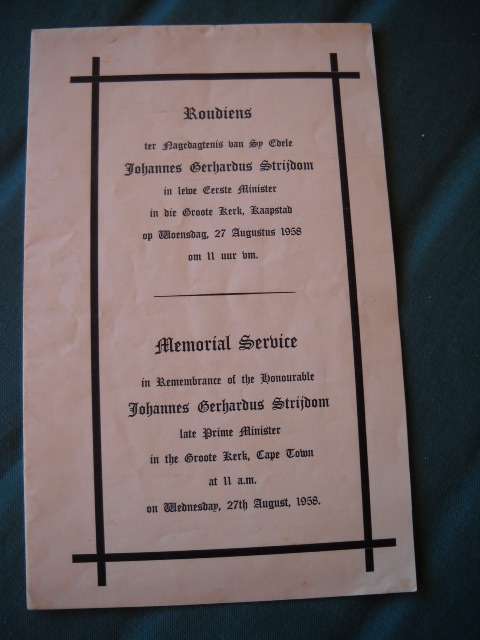 Roudiens
ter Nagedagtenis van Sy Edele
Johannes Gerhardus Strijdom
in lewe Eerste Minister
in die Groote Kerk, Kaapstad
op Woensdag, 27 Augustus 1958
om 11 uur vm.
Memorial Service
in Remembrance of the Honourable
Johannes Gerhardus Strijdom
late Prime Minister
in the Groote Kerk, Cape Town
at 11 a.m.
on Wednesday, 27th August, 1958.